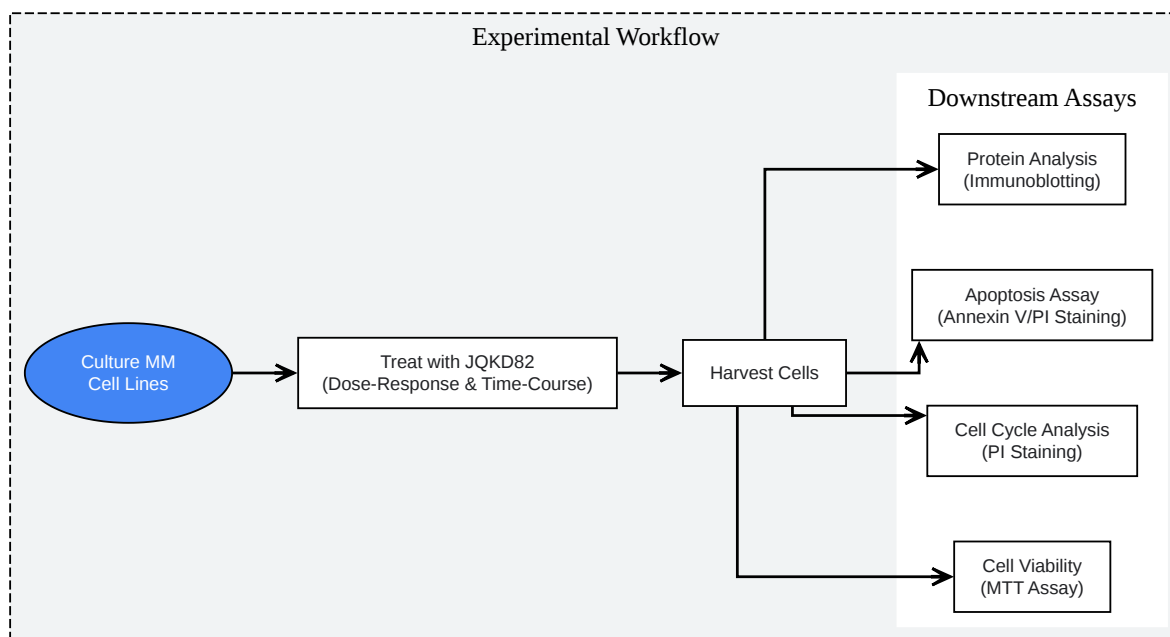 Experimental Workflow
Downstream Assays
Protein Analysis
(Immunoblotting)
Apoptosis Assay
(Annexin V/PI Staining)
Culture MM
Cell Lines
Treat with JQKD82
(Dose-Response & Time-Course)
Harvest Cells
Cell Cycle Analysis
(PI Staining)
Cell Viability
(MTT Assay)